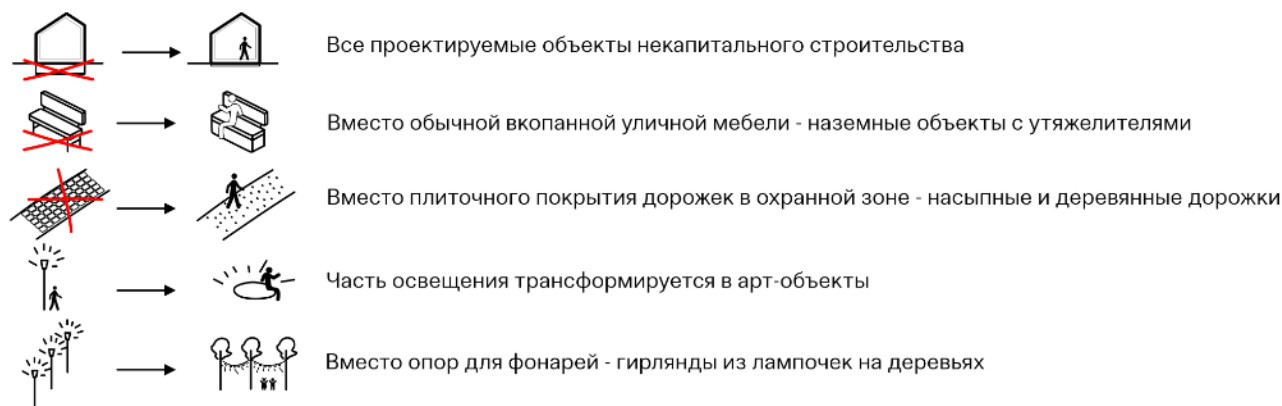 Все проектируемые объекты некапитального строительства
Вместо обычной вкопанной уличной мебели - наземные объекты с утяжелителями
Вместо плиточного покрытия дорожек в охранной зоне - насыпные и деревянные дорожки
Часть освещения трансформируется в арт-объекты
Вместо опор для фонарей - гирлянды из лампочек на деревьях